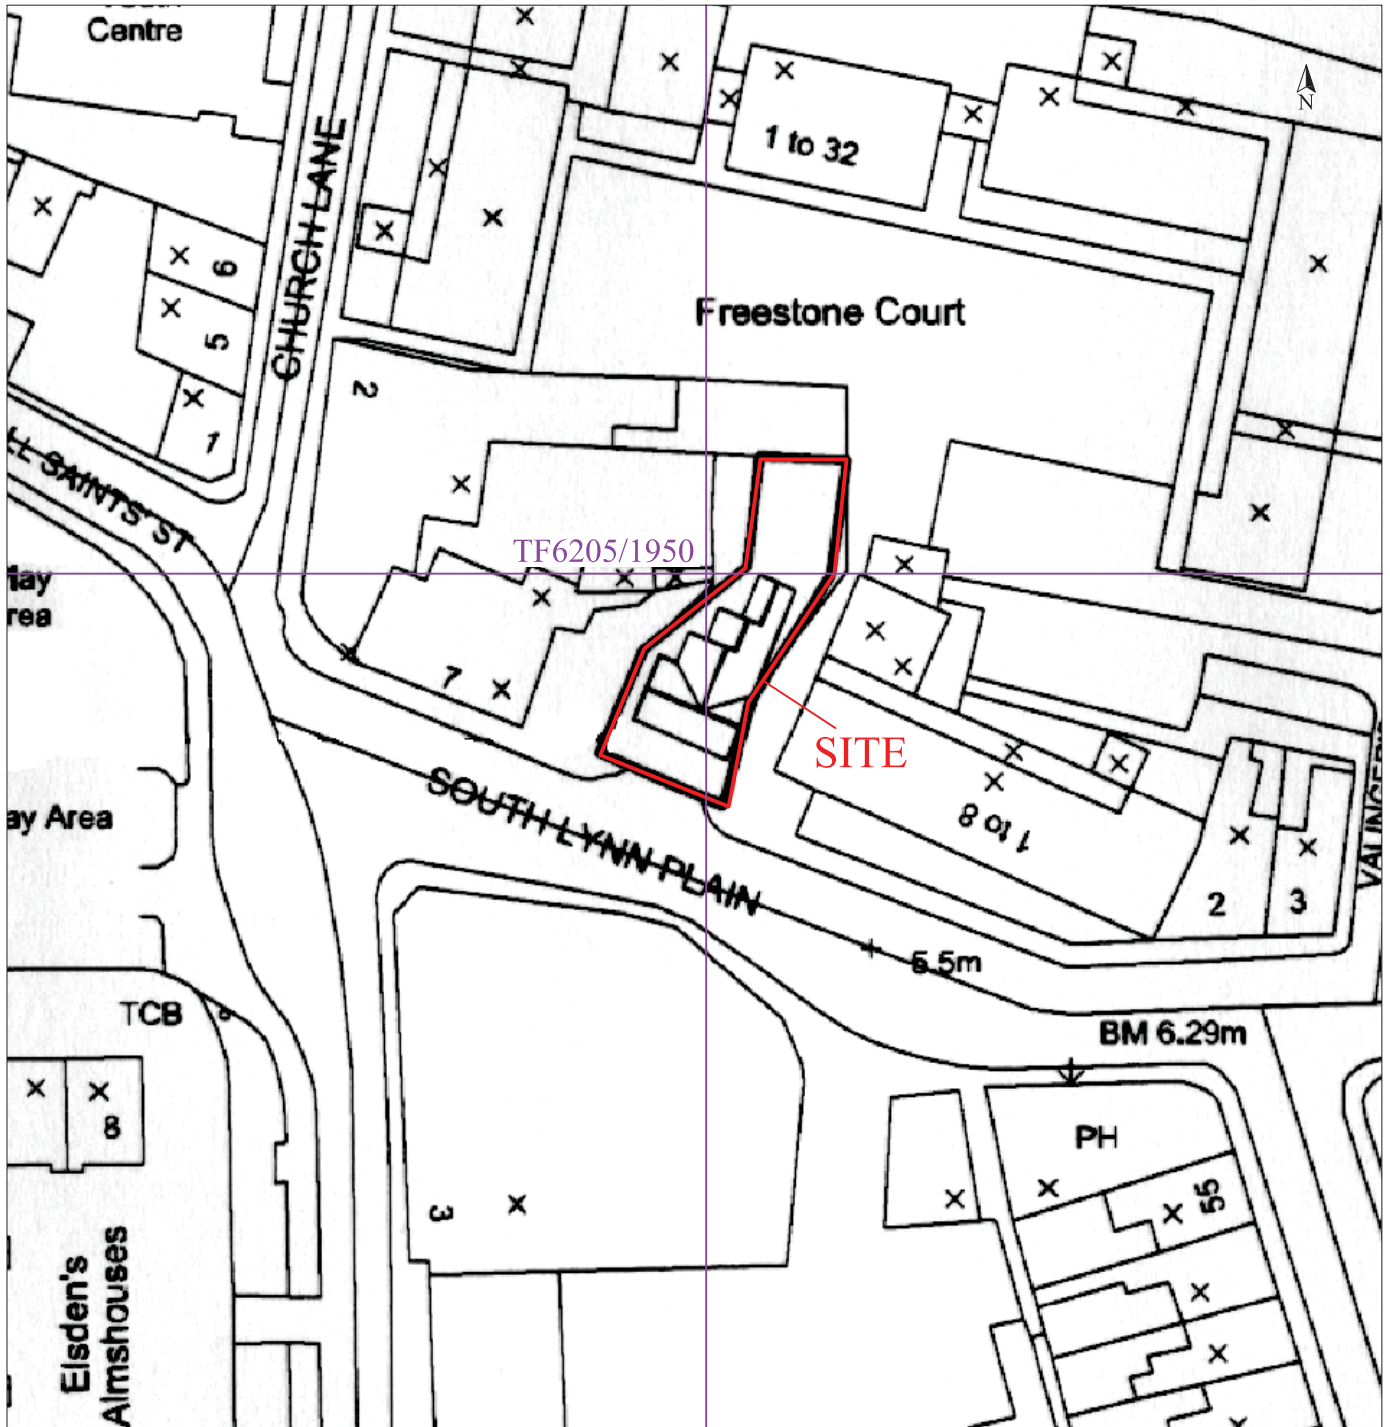 Centre
N
1 to 32
CHURCH LANE
6
5
1
Freestone Court
2
ALL SAINTS' ST
TF6205/1950
7
SITE
SOUTH LYNN PLAIN
ay Area
1 to 8
2
3
5.5m
TCB
BM 6.29m
8
PH
55
3
Elsden's
Almshouses